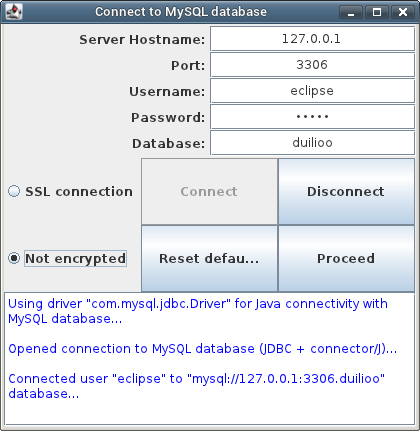 Connect to MySQL database
Server Hostname: 127.0.0.1
Port: 3306
Username: eclipse
Password: •••••
Database: duilioo
SSL connection Connect Disconnect
Not encrypted Reset defau... Proceed
Using driver "com.mysql.jdbc.Driver" for Java connectivity with
MySQL database...
Opened connection to MySQL database (JDBC + connector/J)...
Connected user "eclipse" to "mysql://127.0.0.1:3306.duilioo"
database...